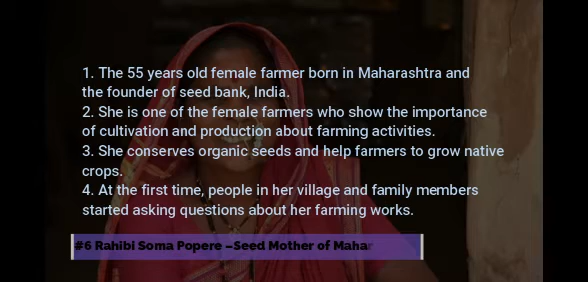 1. The 55 years old female farmer born in Maharashtra and
the founder of seed bank, India.
2. She is one of the female farmers who show the importance
of cultivation and production about farming activities.
3. She conserves organic seeds and help farmers to grow native
crops.
4. At the first time, people in her village and family members
started asking questions about her farming works.
#6 Rahibi Soma Popere –Seed Mother of Mahar